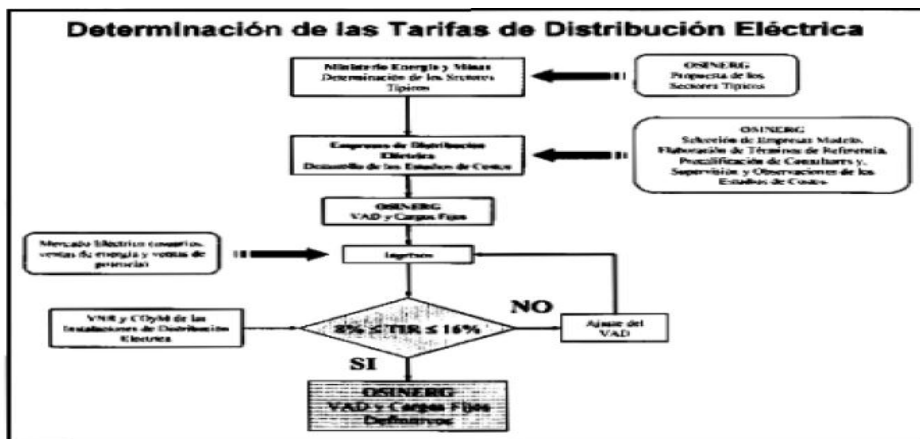 Determinación de las Tarifas de Distribución Eléctrica
Ministerio Energía y Minas
Determinación de los Sectores
Típicos
OSINERG
Propuesta de los
Sectores Típicos
Empresas de Distribución
Eléctrica
Desarrollo de los Estudios de Costos
OSINERG
Selección de Empresas Modelo.
Elaboración de Términos de Referencia.
Precalificación de Consultores y.
Supervisión y Observaciones de los
Estudios de Costos.
OSINERG
VAD y Cargos Fijos
Mercado Eléctrico (usuarios,
ventas de energía y ventas de
potencia)
Ingresos
VNR y COyM de las
Instalaciones de Distribución
Eléctrica
8% ≤ TIR ≤ 16%
NO
Ajuste del
VAD
SI
OSINERG
VAD y Cargos Fijos
Definitivos